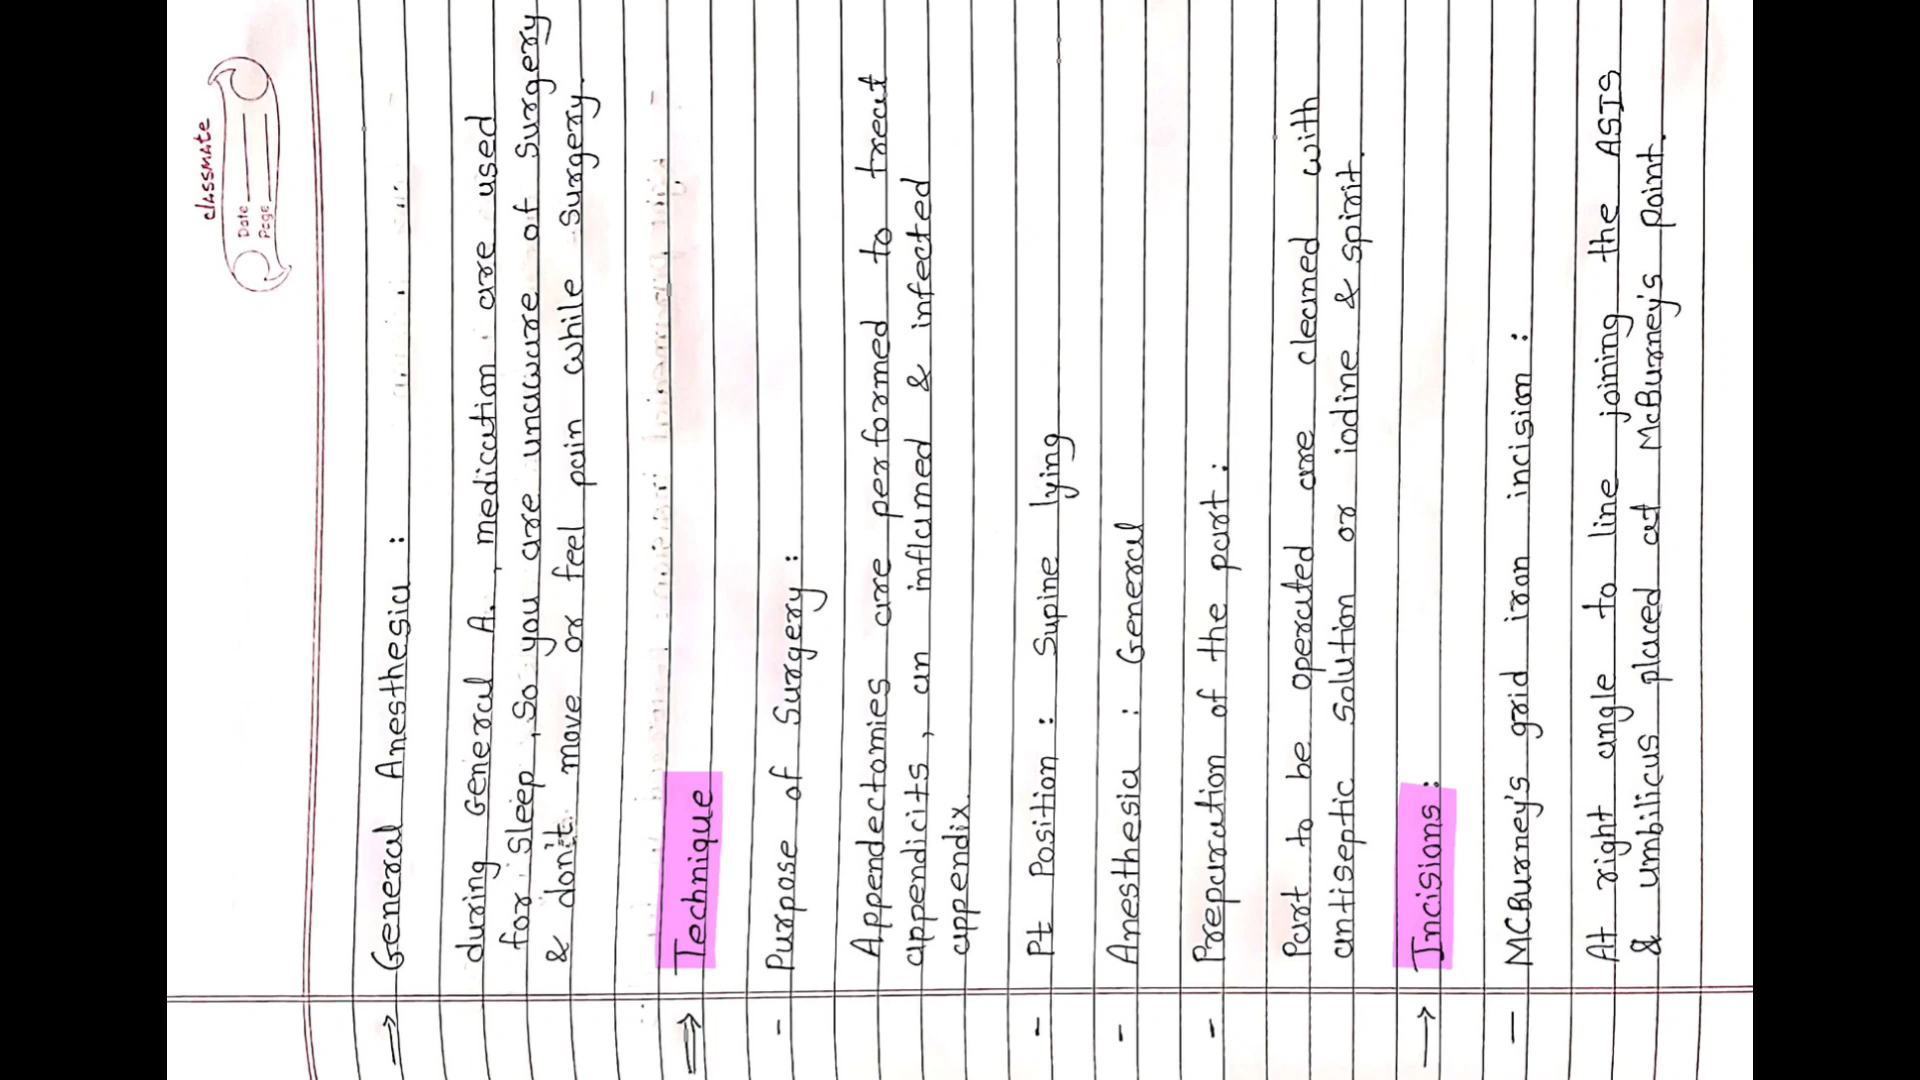 classmate
Date
Page
⇒ General Anesthesia :
during General A., medication are used
for sleep, so you are unaware of surgery
& don't move or feel pain while surgery.
⇒ Technique
- Purpose of Surgery :
Appendectomies are performed to treat
appendicits, an inflamed & infected
appendix.
- Pt Position : Supine lying
- Anesthesia : General
- Preparation of the part :
Part to be operated are cleaned with
antiseptic solution or iodine & spirit.
→ Incisions :
- MCBurney's grid iron incision :
At right angle to line joining the ASIS
& umbilicus placed at McBurney's point.